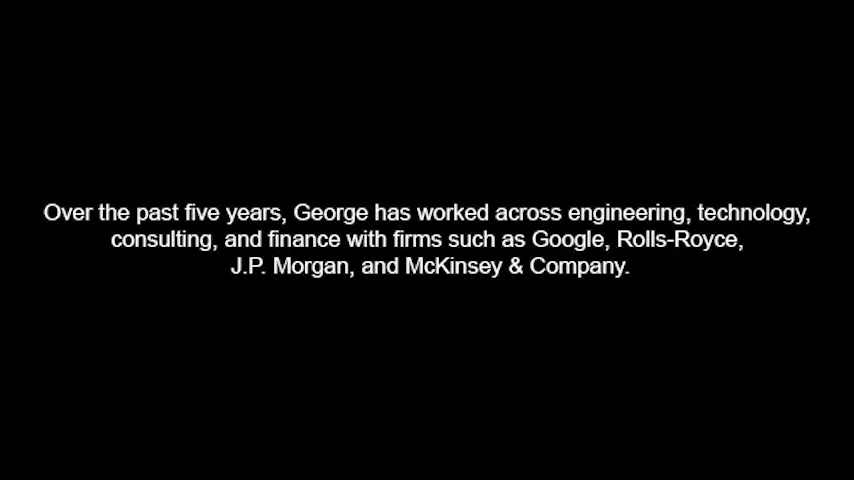 Over the past five years, George has worked across engineering, technology,
consulting, and finance with firms such as Google, Rolls-Royce,
J.P. Morgan, and McKinsey & Company.